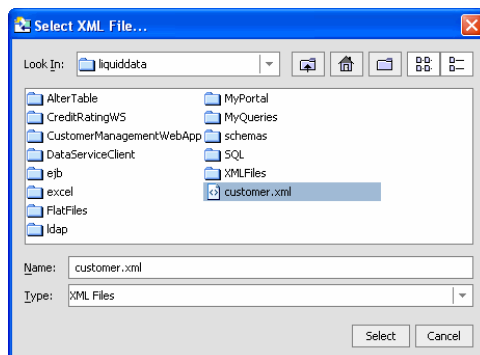 Select XML File...
Look In: liquiddata
AlterTable MyPortal
CreditRatingWS MyQueries
CustomerManagementWebApp schemas
DataServiceClient SQL
ejb XMLFiles
excel customer.xml
FlatFiles
ldap
Name: customer.xml
Type: XML Files
Select Cancel